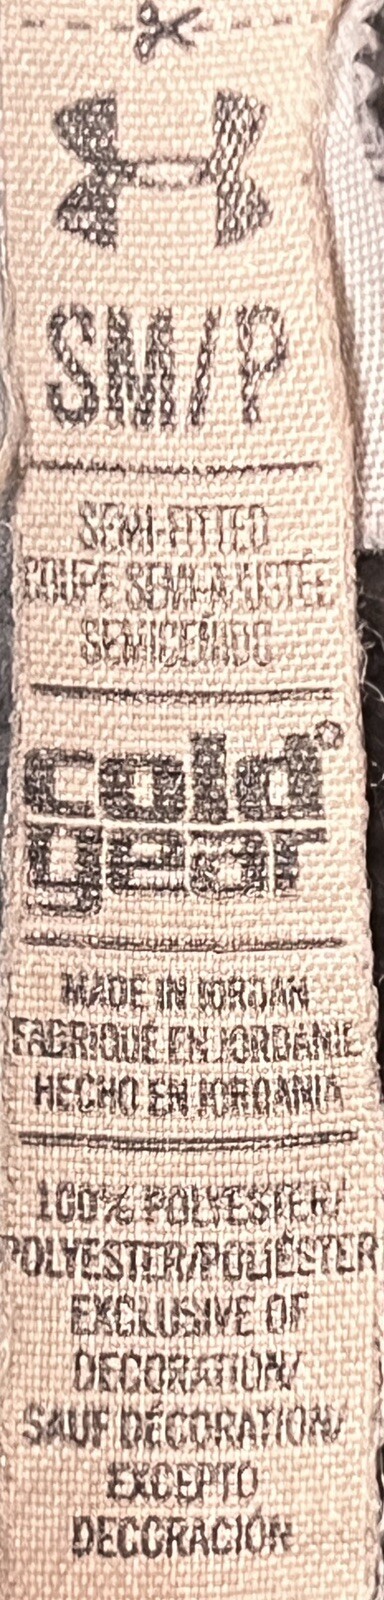 SM/P
SEMI-FITTED
COUPE SEMI-AJUSTÉE
SEMICEÑIDO
cold
gear
MADE IN JORDAN
FABRIQUÉ EN JORDANIE
HECHO EN JORDANIA
100% POLYESTER/
POLYESTER/POLIÉSTER
EXCLUSIVE OF
DECORATION/
SAUF DÉCORATION/
EXCEPTO
DECORACIÓN